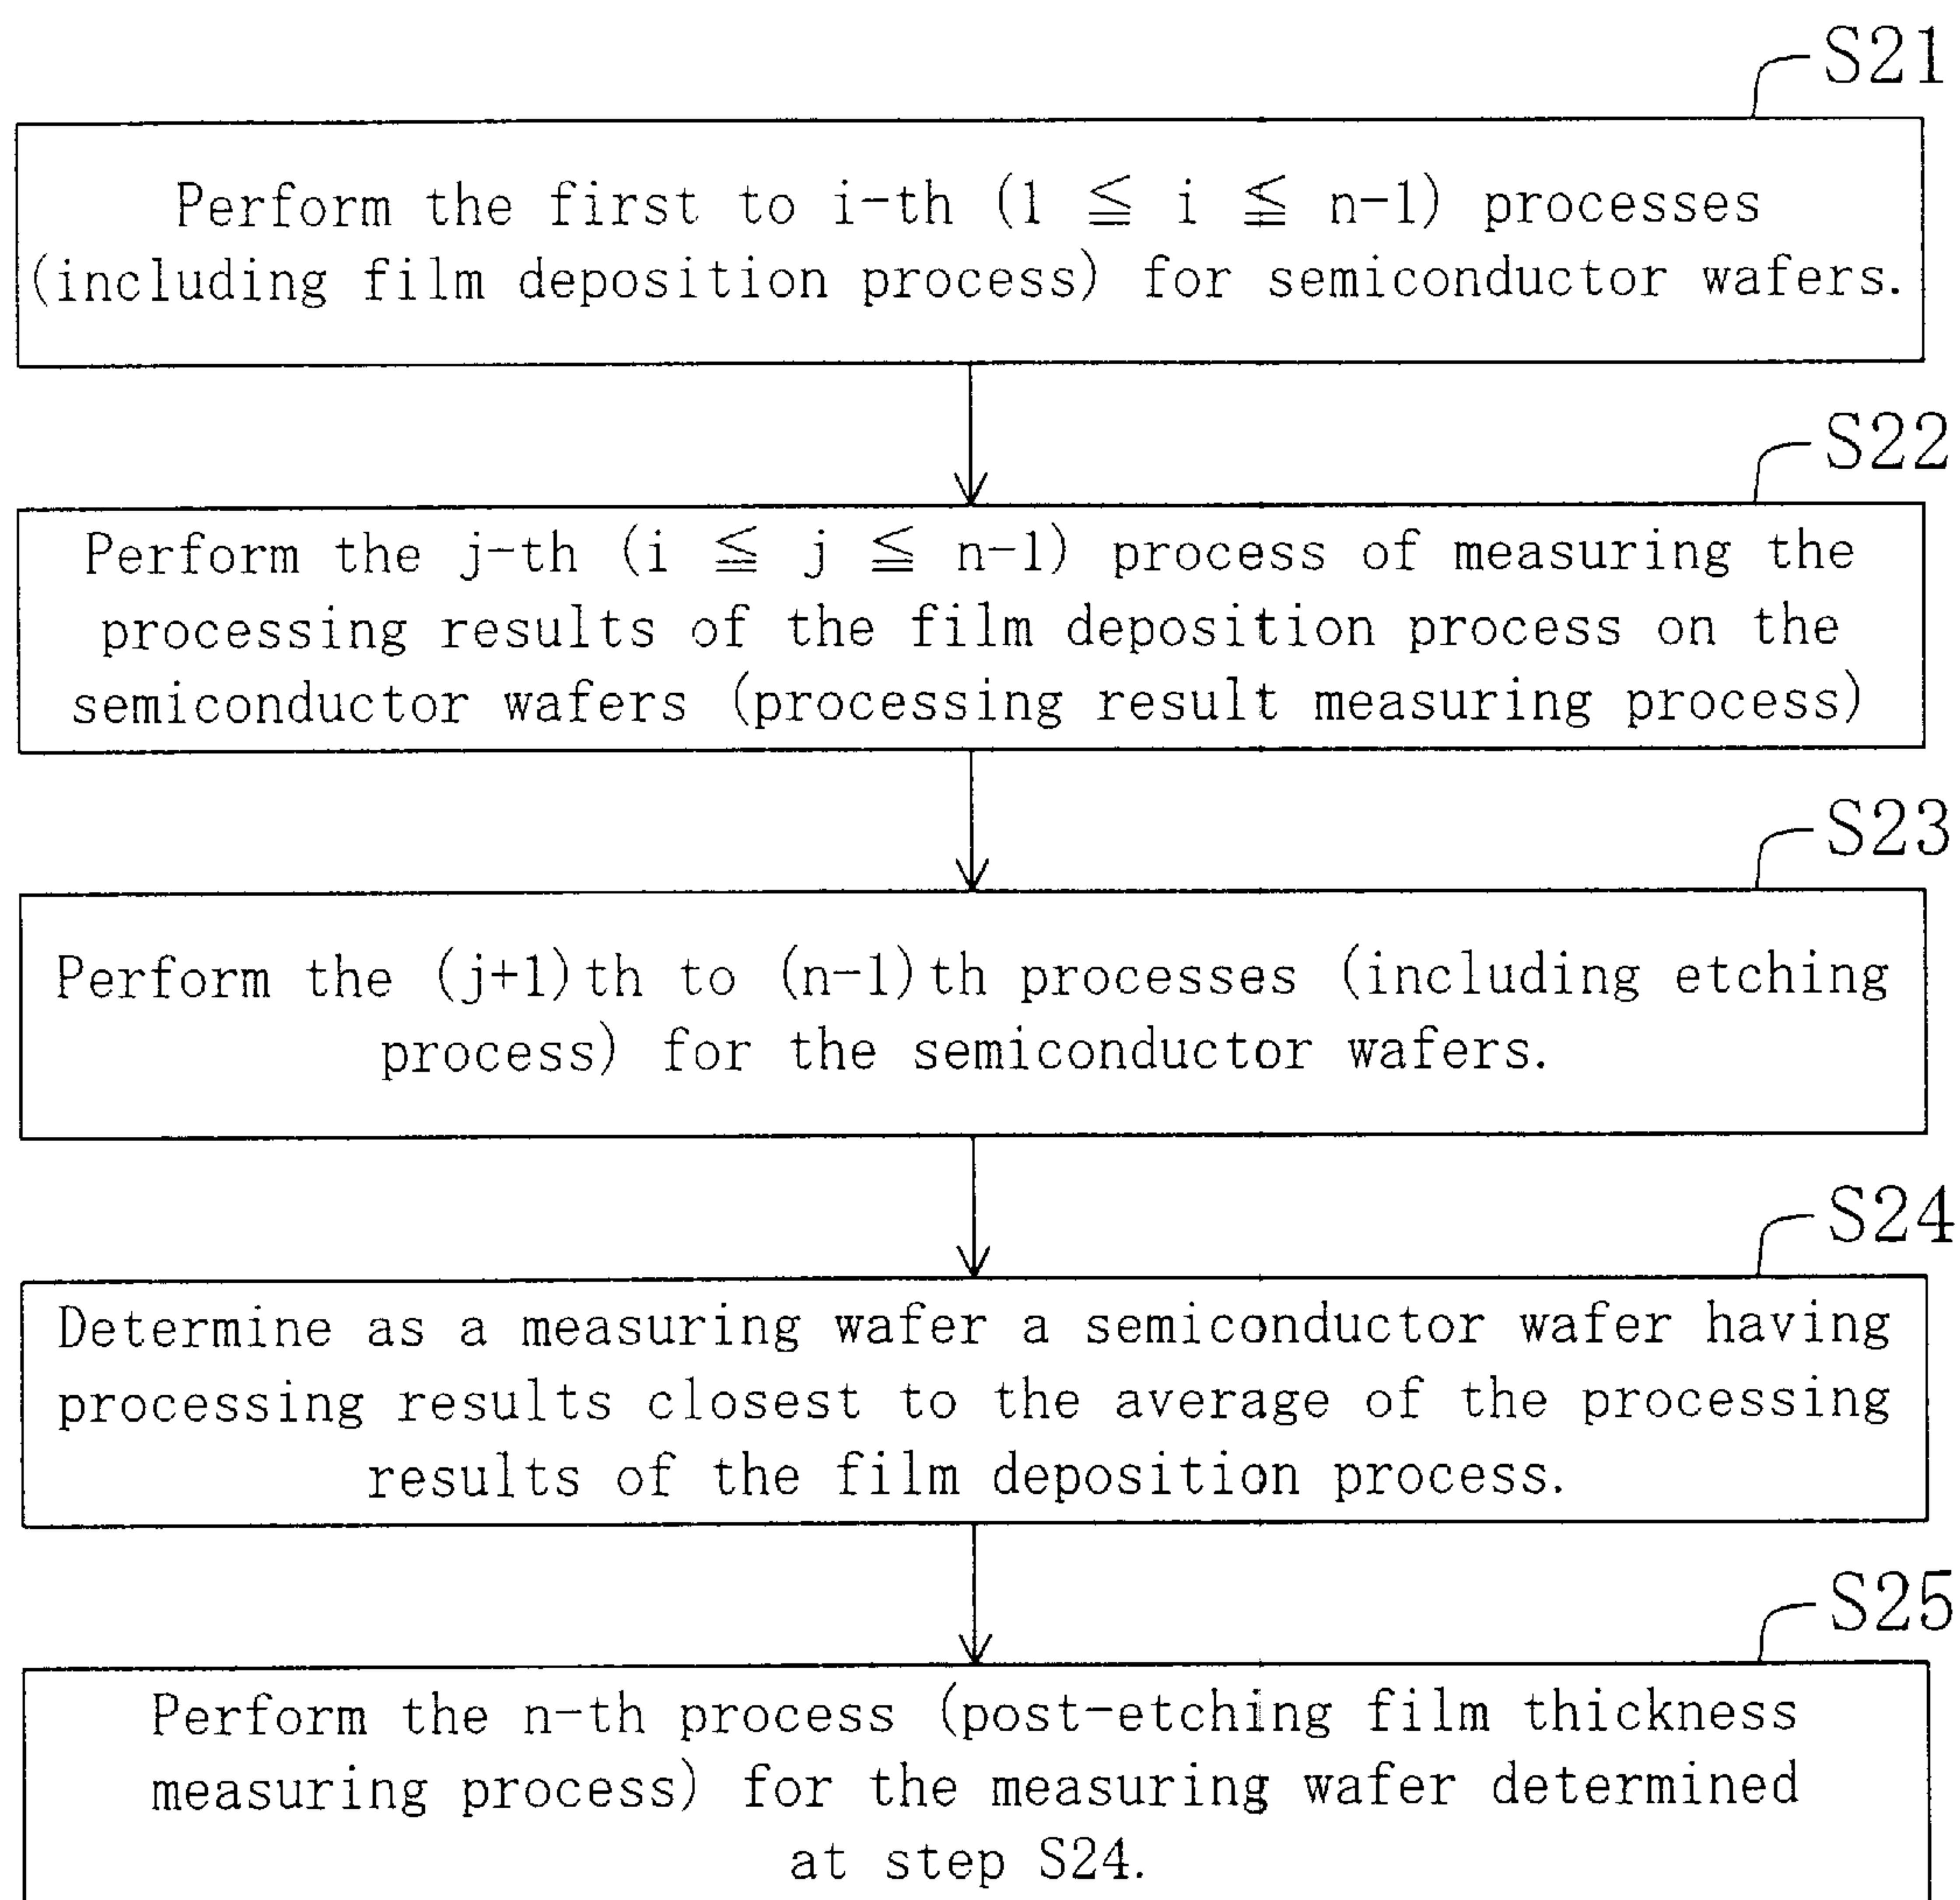 S21
Perform the first to i-th (1 ≦ i ≦ n-1) processes
(including film deposition process) for semiconductor wafers.
S22
Perform the j-th (i ≦ j ≦ n-1) process of measuring the
processing results of the film deposition process on the
semiconductor wafers (processing result measuring process)
S23
Perform the (j+1)th to (n-1)th processes (including etching
process) for the semiconductor wafers.
S24
Determine as a measuring wafer a semiconductor wafer having
processing results closest to the average of the processing
results of the film deposition process.
S25
Perform the n-th process (post-etching film thickness
measuring process) for the measuring wafer determined
at step S24.